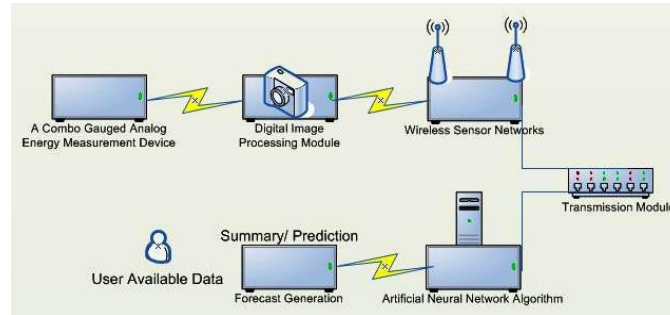 A Combo Gauged Analog
Energy Measurement Device
Digital Image
Processing Module
Wireless Sensor Networks
Transmission Module
Summary/ Prediction
User Available Data
Forecast Generation
Artificial Neural Network Algorithm